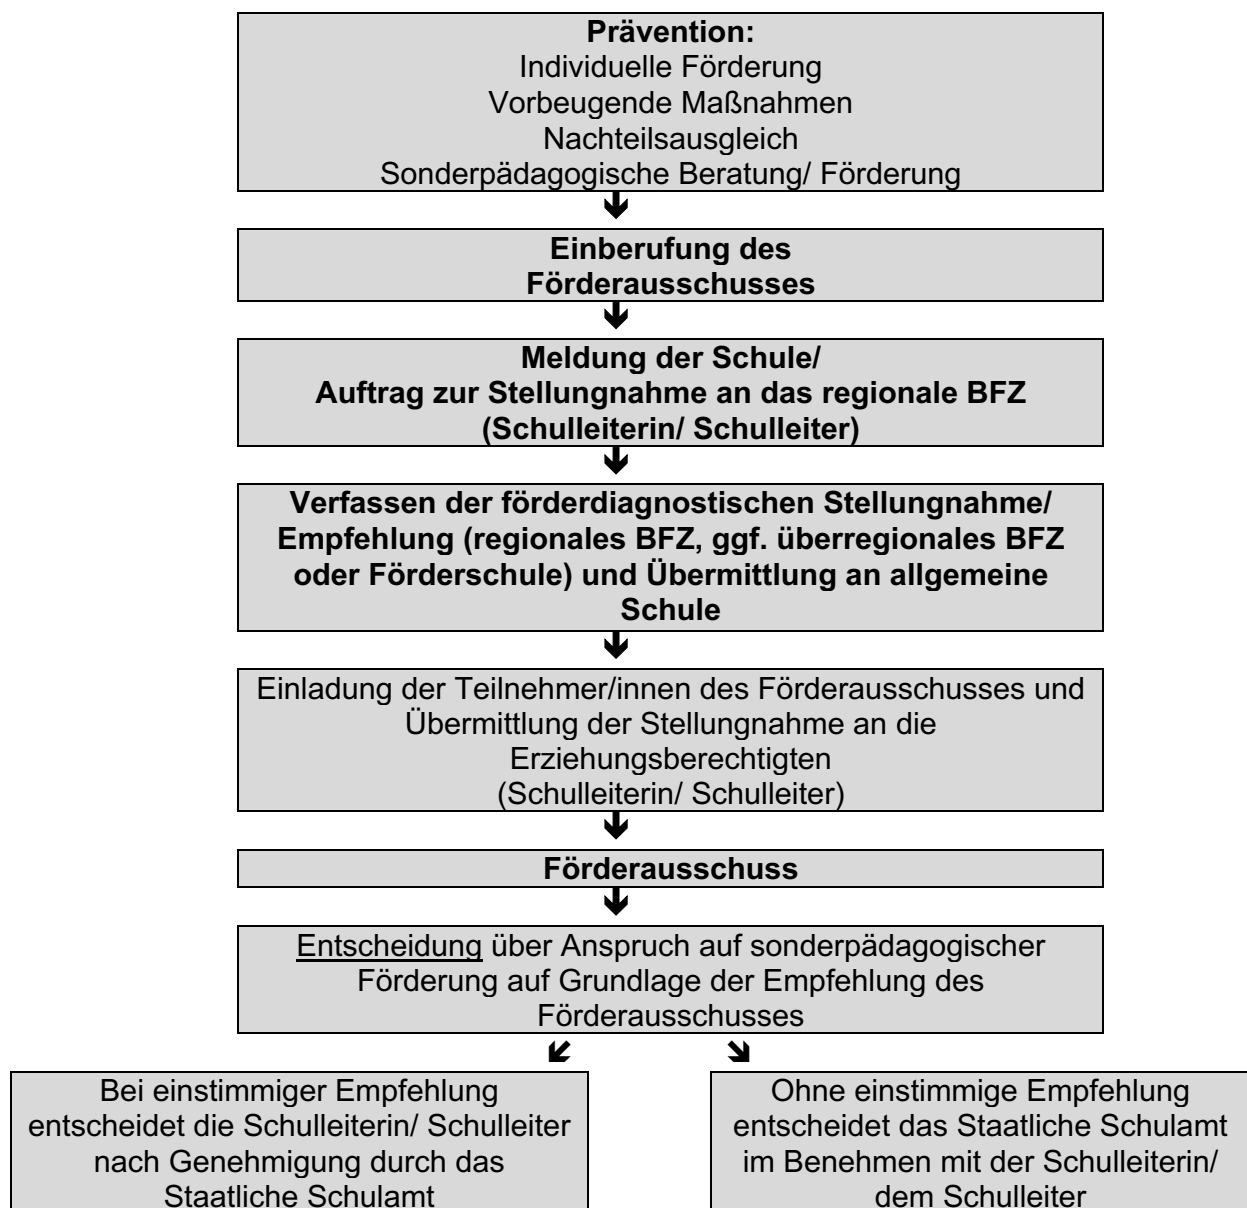 Prävention:
Individuelle Förderung
Vorbeugende Maßnahmen
Nachteilsausgleich
Sonderpädagogische Beratung/ Förderung
Einberufung des
Förderausschusses
Meldung der Schule/
Auftrag zur Stellungnahme an das regionale BFZ
(Schulleiterin/ Schulleiter)
Verfassen der förderdiagnostischen Stellungnahme/
Empfehlung (regionales BFZ, ggf. überregionales BFZ
oder Förderschule) und Übermittlung an allgemeine
Schule
Einladung der Teilnehmer/innen des Förderausschusses und
Übermittlung der Stellungnahme an die
Erziehungsberechtigten
(Schulleiterin/ Schulleiter)
Förderausschuss
Entscheidung über Anspruch auf sonderpädagogischer
Förderung auf Grundlage der Empfehlung des
Förderausschusses
Bei einstimmiger Empfehlung
entscheidet die Schulleiterin/ Schulleiter
nach Genehmigung durch das
Staatliche Schulamt
Ohne einstimmige Empfehlung
entscheidet das Staatliche Schulamt
im Benehmen mit der Schulleiterin/
dem Schulleiter